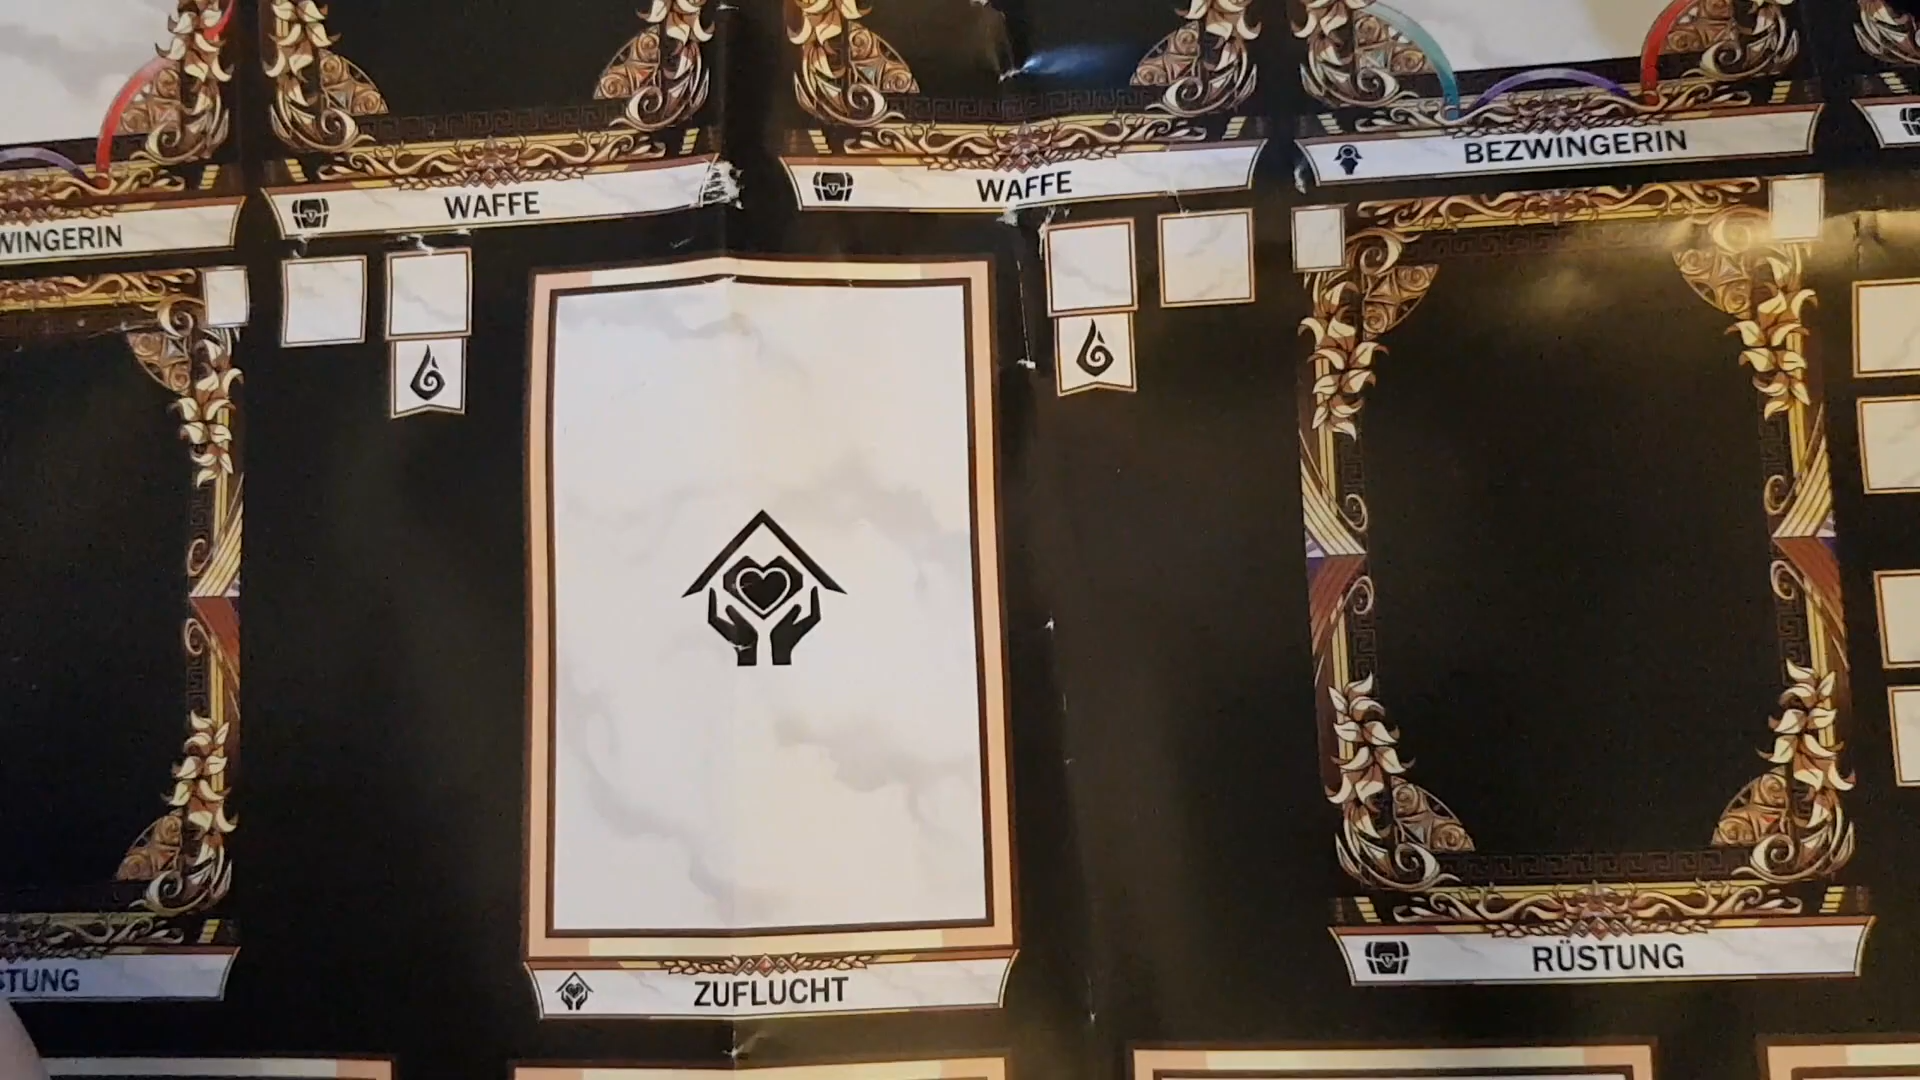 WAFFE
WAFFE
BEZWINGERIN
WINGERIN
ZUFLUCHT
RÜSTUNG
STUNG